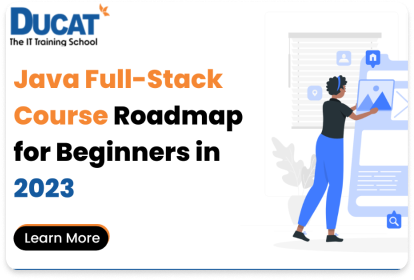 DUCAT
The IT Training School
Java Full-Stack
Course Roadmap
for Beginners in
2023
Learn More